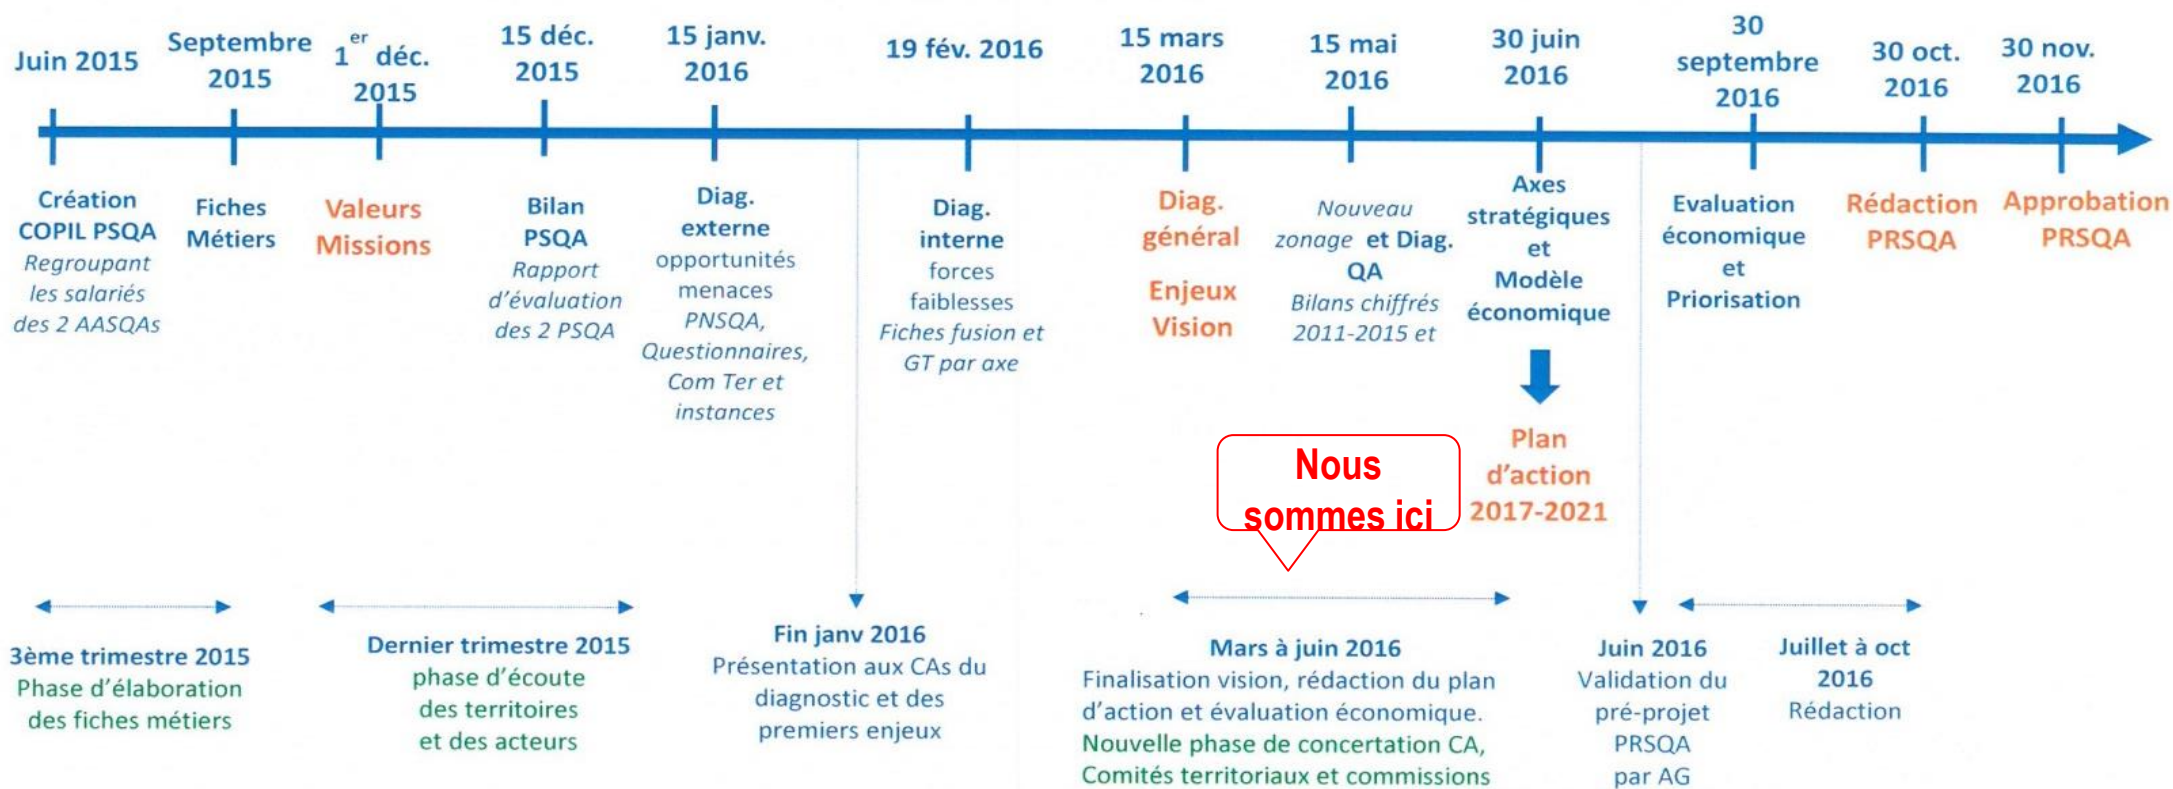 Juin 2015
Septembre
2015
1er déc.
2015
15 déc.
2015
15 janv.
2016
19 fév. 2016
15 mars
2016
15 mai
2016
30 juin
2016
30
septembre
2016
30 oct.
2016
30 nov.
2016
Création
COPIL PSQA
Regroupant
les salariés
des 2 AASQAs
Fiches
Métiers
Valeurs
Missions
Bilan
PSQA
Rapport
d'évaluation
des 2 PSQA
Diag.
externe
opportunités
menaces
PNSQA,
Questionnaires,
Com Ter et
instances
Diag.
interne
forces
faiblesses
Fiches fusion et
GT par axe
Diag.
général
Enjeux
Vision
Nouveau
zonage et Diag.
QA
Bilans chiffrés
2011-2015 et
Axes
stratégiques
et
Modèle
économique
Plan
d'action
2017-2021
Evaluation
économique
et
Priorisation
Rédaction
PRSQA
Approbation
PRSQA
Nous
sommes ici
3ème trimestre 2015
Phase d'élaboration
des fiches métiers
Dernier trimestre 2015
phase d'écoute
des territoires
et des acteurs
Fin janv 2016
Présentation aux CAs du
diagnostic et des
premiers enjeux
Mars à juin 2016
Finalisation vision, rédaction du plan
d'action et évaluation économique.
Nouvelle phase de concertation CA,
Comités territoriaux et commissions
Juin 2016
Validation du
pré-projet
PRSQA
par AG
Juillet à oct
2016
Rédaction